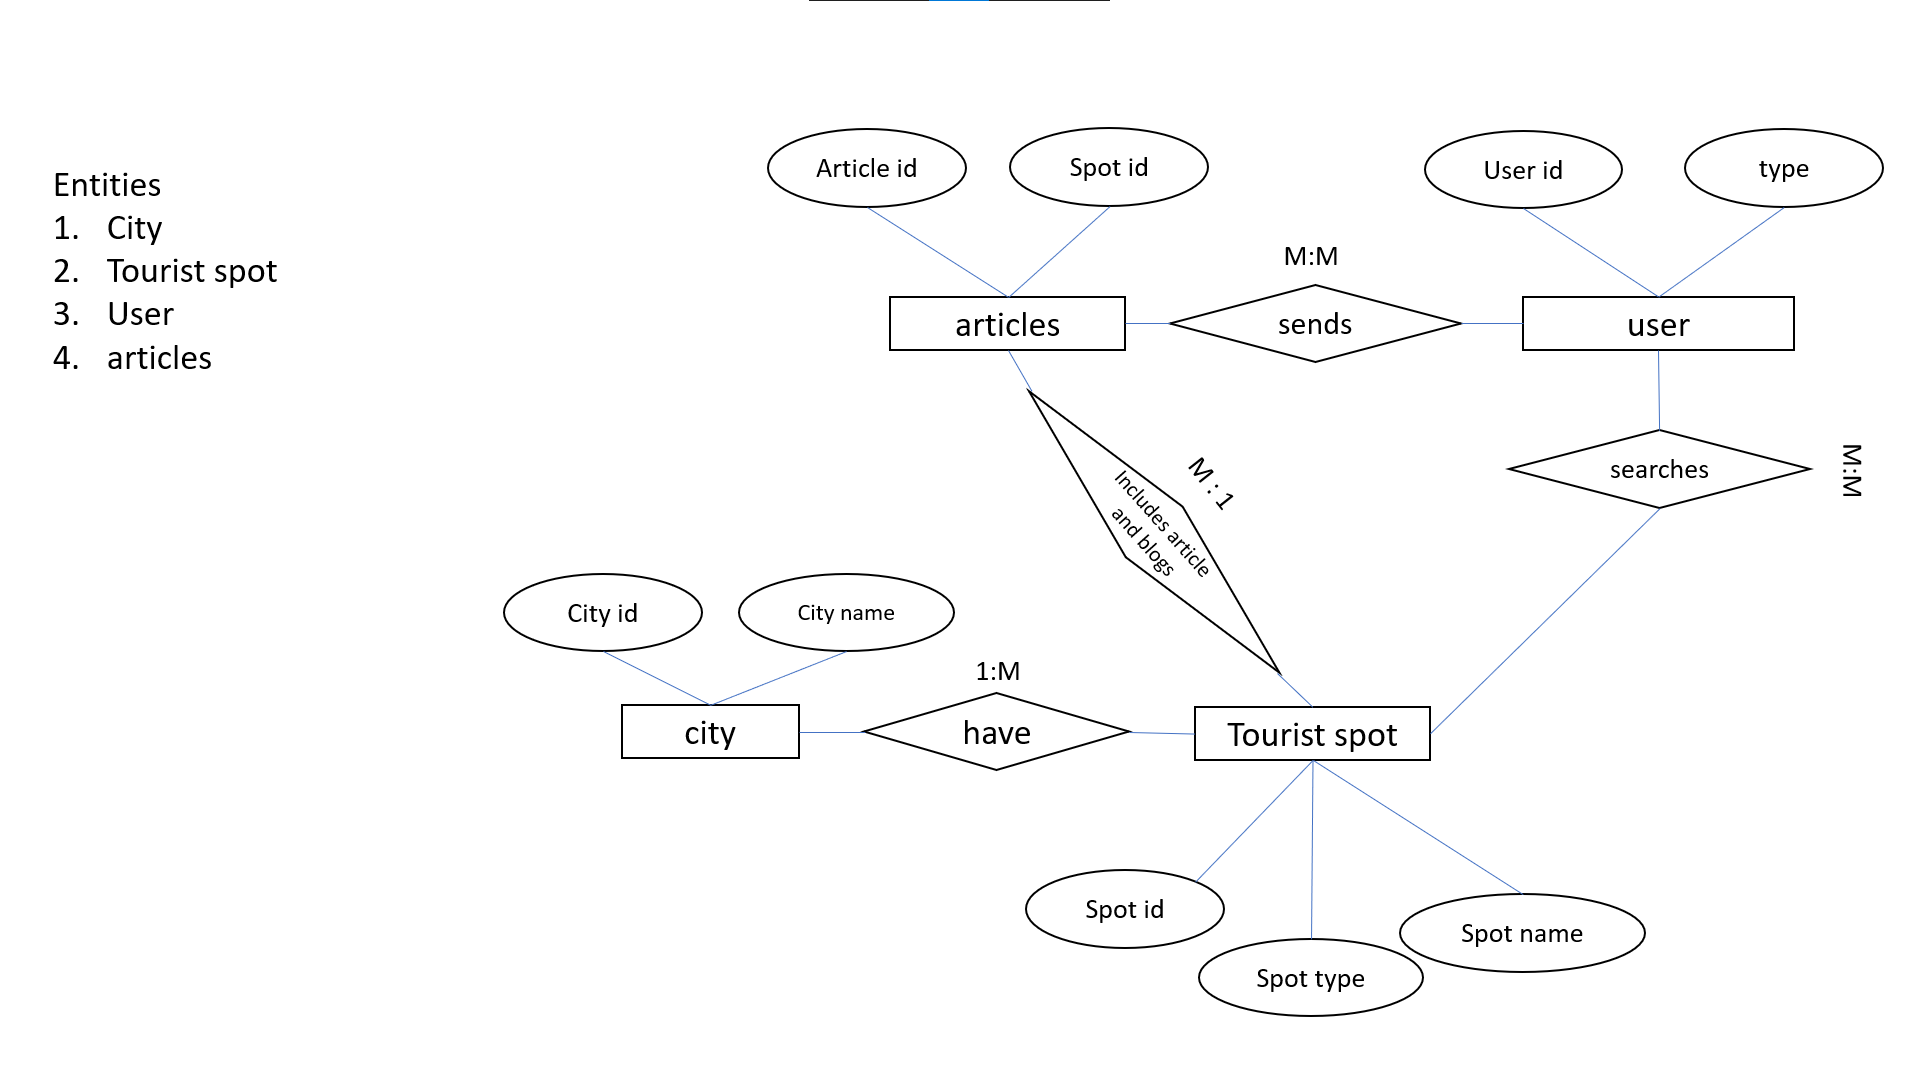 Entities
1. City
2. Tourist spot
3. User
4. articles
Article id
Spot id
User id
type
M:M
articles
sends
user
searches
M:M
M : 1
Includes article
and blogs
City id
City name
1:M
city
have
Tourist spot
Spot id
Spot name
Spot type